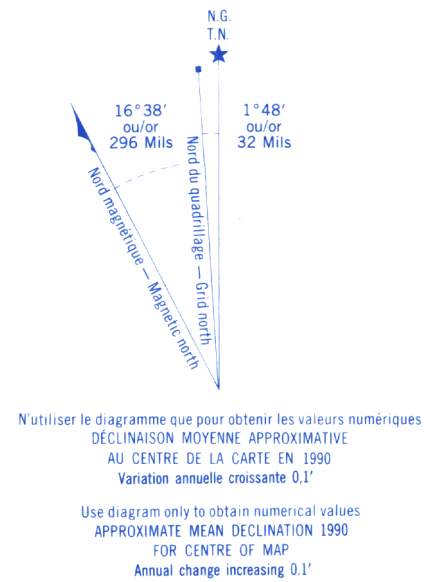 N.G.
T.N.
16°38′
ou/or
296 Mils
1°48′
ou/or
32 Mils
Nord magnétique — Magnetic north
Nord du quadrillage — Grid north
N'utiliser le diagramme que pour obtenir les valeurs numériques
DÉCLINAISON MOYENNE APPROXIMATIVE
AU CENTRE DE LA CARTE EN 1990
Variation annuelle croissante 0,1′
Use diagram only to obtain numerical values
APPROXIMATE MEAN DECLINATION 1990
FOR CENTRE OF MAP
Annual change increasing 0.1′